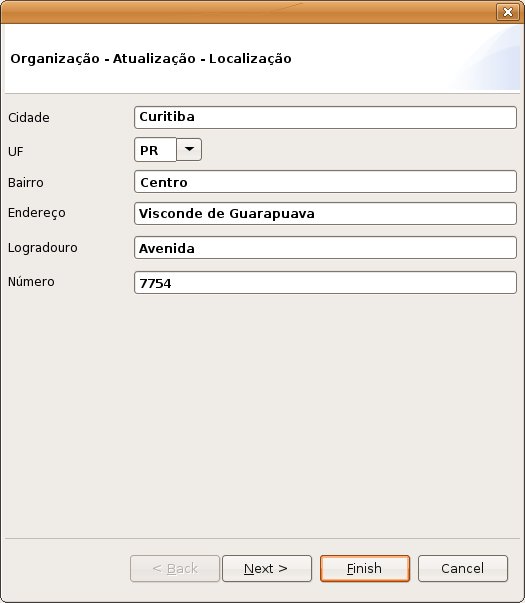 Organização - Atualização - Localização
Cidade Curitiba
UF PR
Bairro Centro
Endereço Visconde de Guarapuava
Logradouro Avenida
Número 7754
< Back Next > Finish Cancel